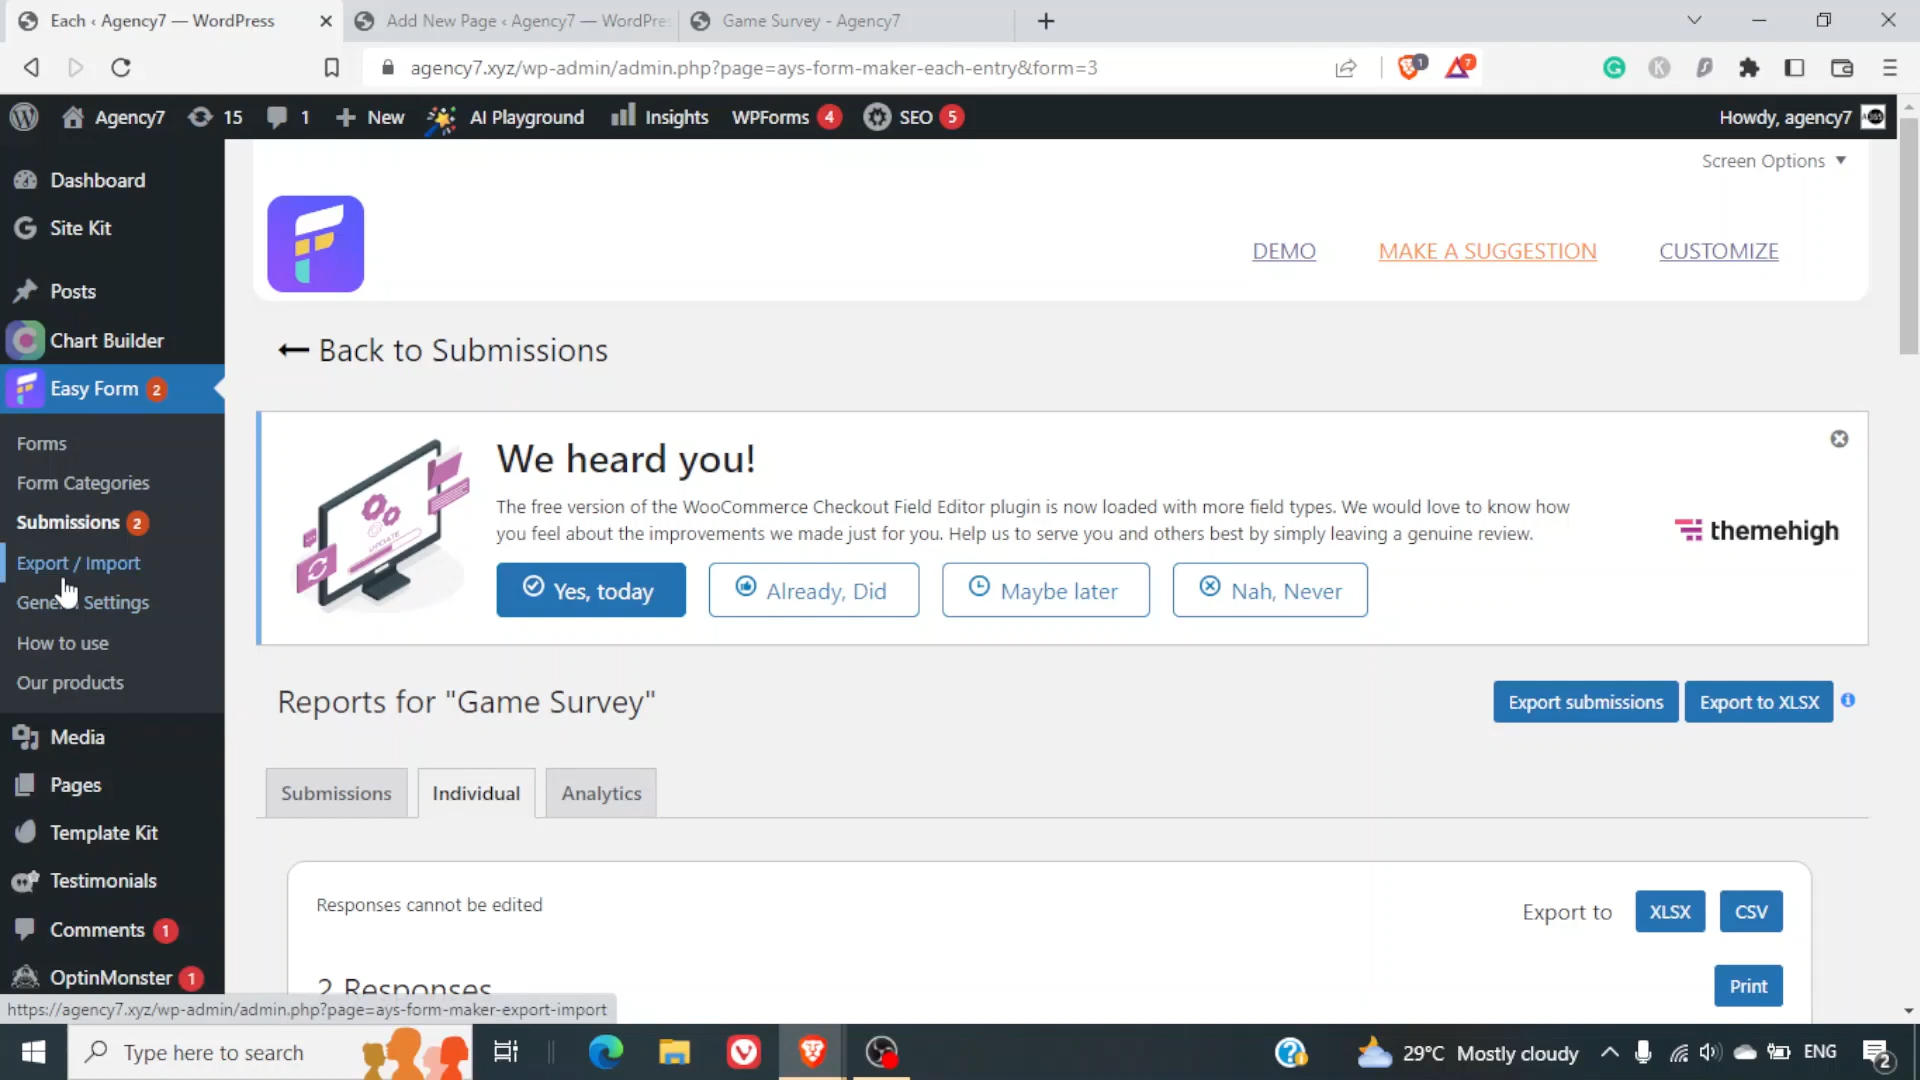 Each ‹ Agency7 — WordPress
Add New Page ‹ Agency7 — WordPre
Game Survey - Agency7
agency7.xyz/wp-admin/admin.php?page=ays-form-maker-each-entry&form=3
1
7
Agency7
15
1
New
AI Playground
Insights
WPForms 4
SEO 5
Howdy, agency7
Screen Options
Dashboard
Site Kit
Posts
Chart Builder
Easy Form 2
Forms
Form Categories
Submissions 2
Export / Import
General Settings
How to use
Our products
Media
Pages
Template Kit
Testimonials
Comments 1
OptinMonster 1
DEMO
MAKE A SUGGESTION
CUSTOMIZE
Back to Submissions
UPDATE
We heard you!
The free version of the WooCommerce Checkout Field Editor plugin is now loaded with more field types. We would love to know how
you feel about the improvements we made just for you. Help us to serve you and others best by simply leaving a genuine review.
Yes, today
Already, Did
Maybe later
Nah, Never
themehigh
Reports for "Game Survey"
Export submissions
Export to XLSX
Submissions
Individual
Analytics
Responses cannot be edited
Export to
XLSX
CSV
2 Responses
Print
https://agency7.xyz/wp-admin/admin.php?page=ays-form-maker-export-import
Type here to search
29°C Mostly cloudy
ENG
2